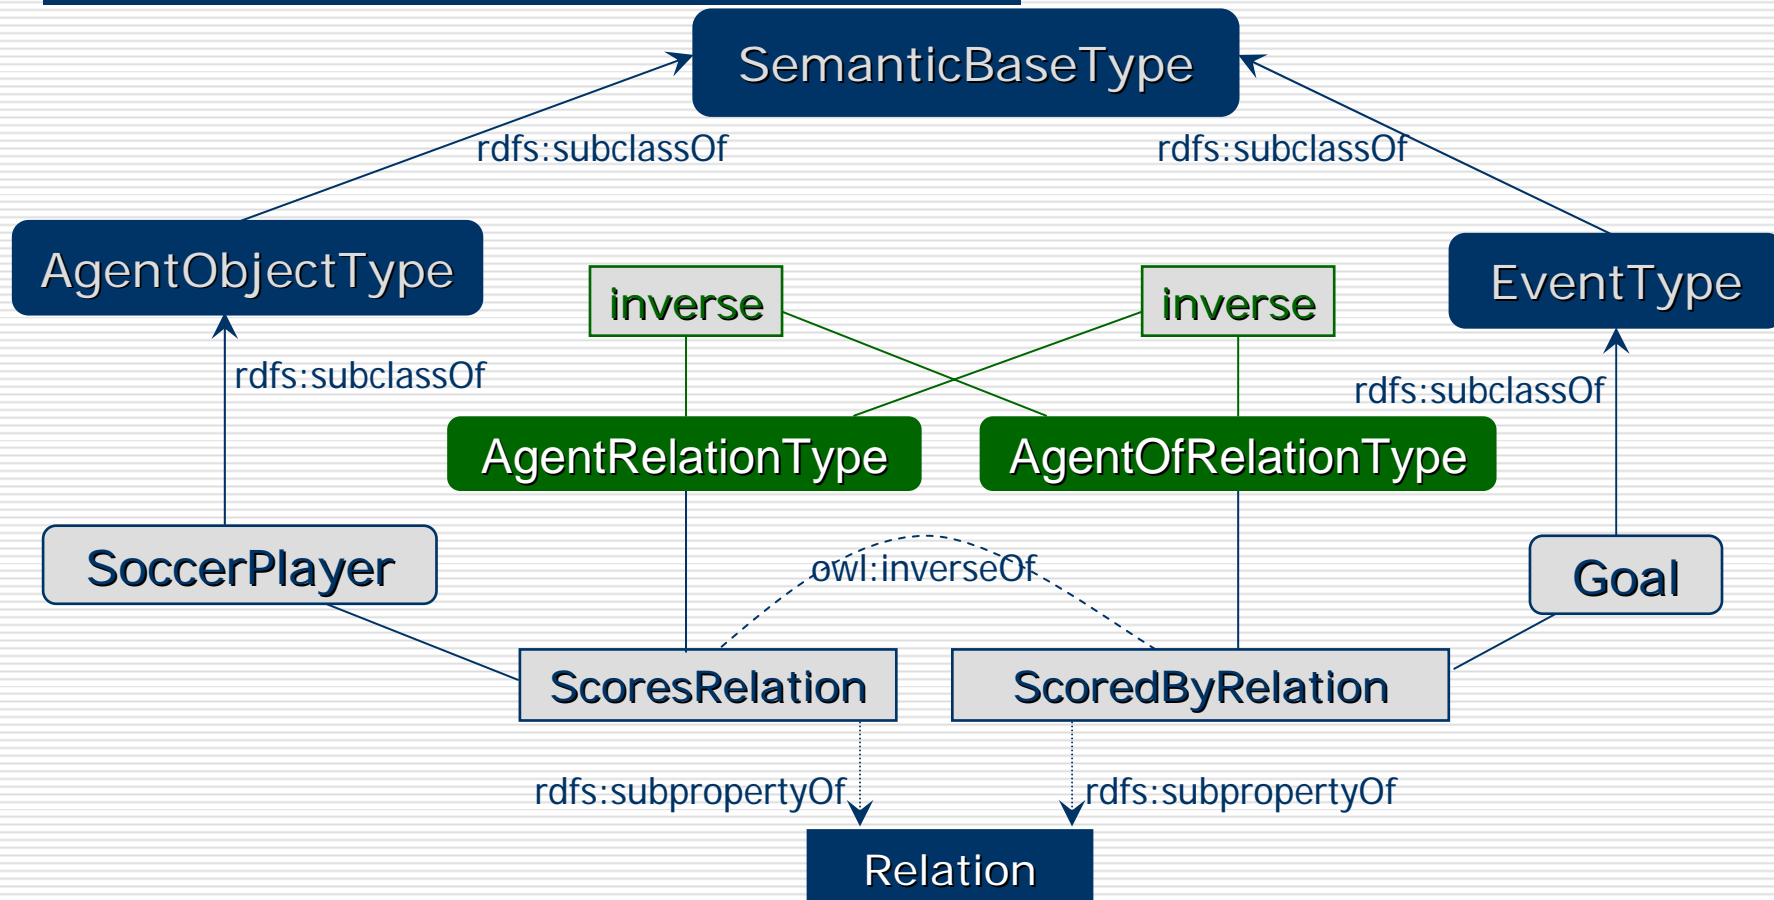 SemanticBaseType
rdfs:subclassOf
rdfs:subclassOf
AgentObjectType
EventType
inverse
inverse
rdfs:subclassOf
rdfs:subclassOf
AgentRelationType
AgentOfRelationType
SoccerPlayer
owl:inverseOf
Goal
ScoresRelation
ScoredByRelation
rdfs:subpropertyOf
rdfs:subpropertyOf
Relation